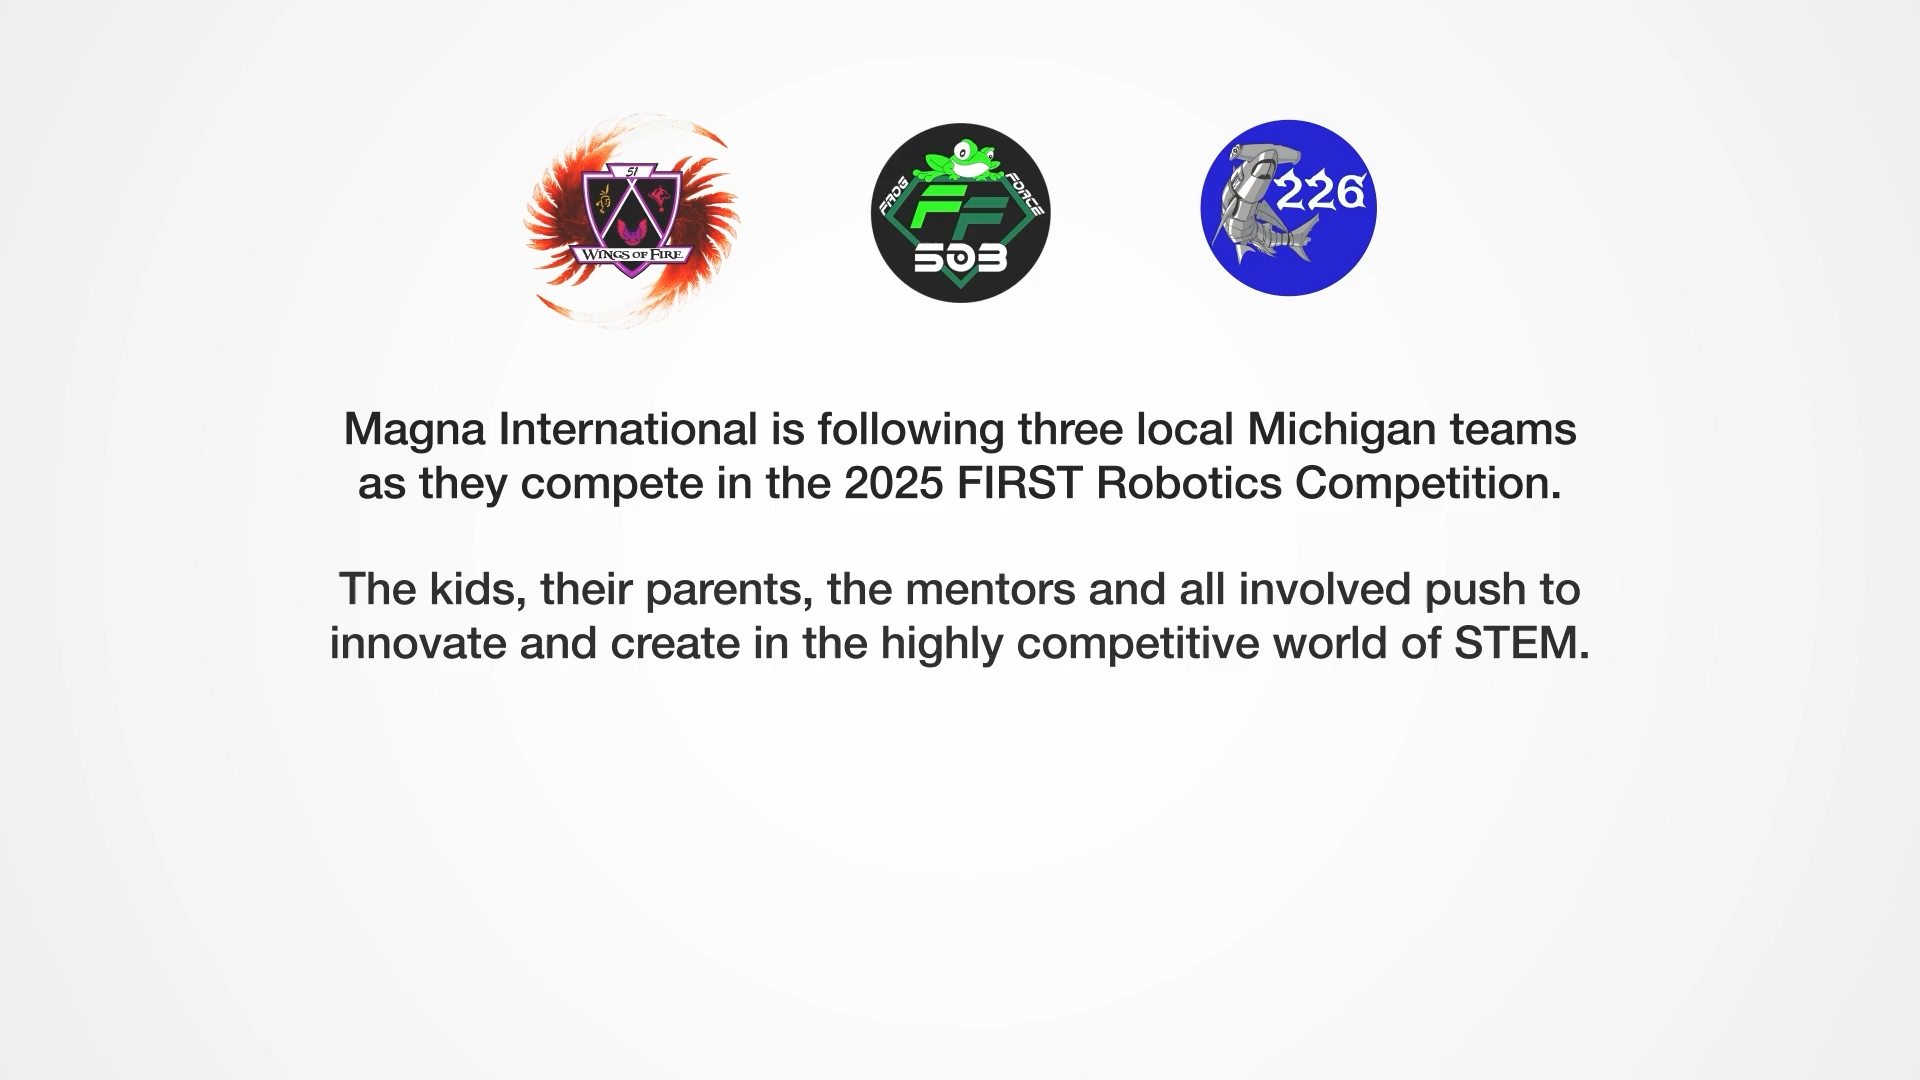 51
WINGS OF FIRE
FROG FORCE
FF
503
226
Magna International is following three local Michigan teams
as they compete in the 2025 FIRST Robotics Competition.
The kids, their parents, the mentors and all involved push to
innovate and create in the highly competitive world of STEM.